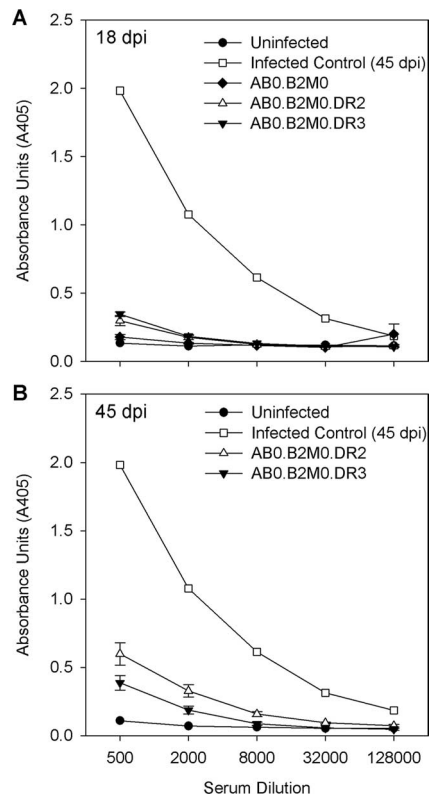 A
18 dpi
Uninfected
Infected Control (45 dpi)
AB0.B2M0
AB0.B2M0.DR2
AB0.B2M0.DR3
Absorbance Units (A405)
2.5
2.0
1.5
1.0
0.5
0.0
B
45 dpi
Uninfected
Infected Control (45 dpi)
AB0.B2M0.DR2
AB0.B2M0.DR3
Absorbance Units (A405)
2.5
2.0
1.5
1.0
0.5
0.0
500 2000 8000 32000 128000
Serum Dilution